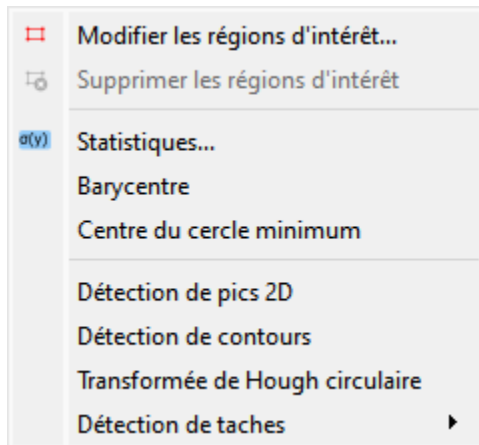 Modifier les régions d'intérêt...
Supprimer les régions d'intérêt
σ(y) Statistiques...
Barycentre
Centre du cercle minimum
Détection de pics 2D
Détection de contours
Transformée de Hough circulaire
Détection de taches